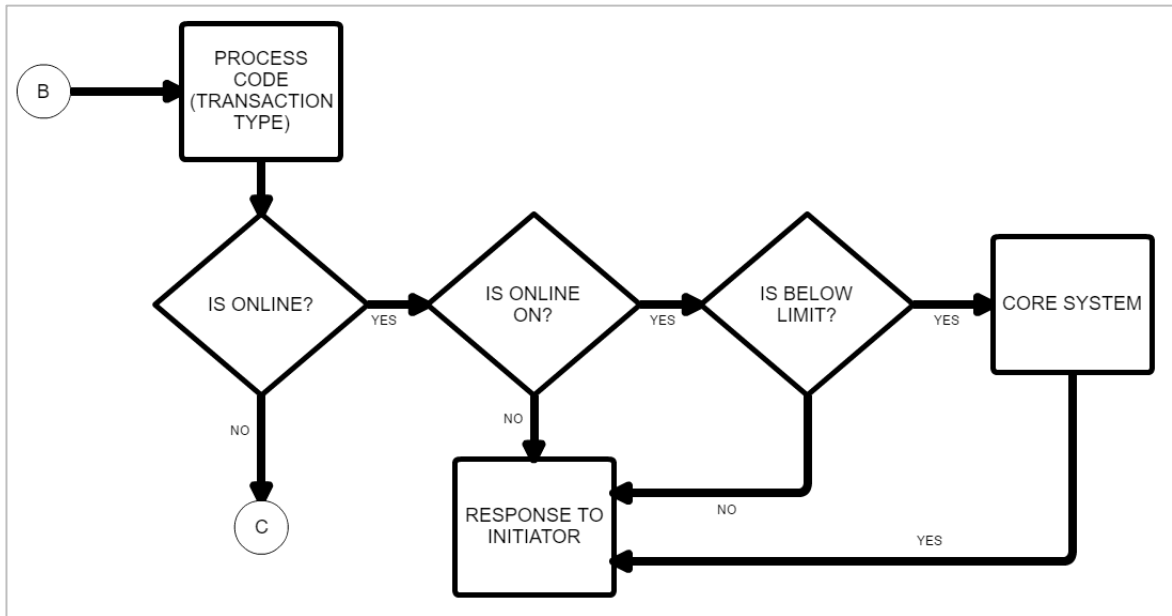 PROCESS
CODE
(TRANSACTION
TYPE)
B
IS ONLINE?
YES
IS ONLINE
ON?
YES
IS BELOW
LIMIT?
YES
CORE SYSTEM
NO
NO
C
RESPONSE TO
INITIATOR
NO
YES